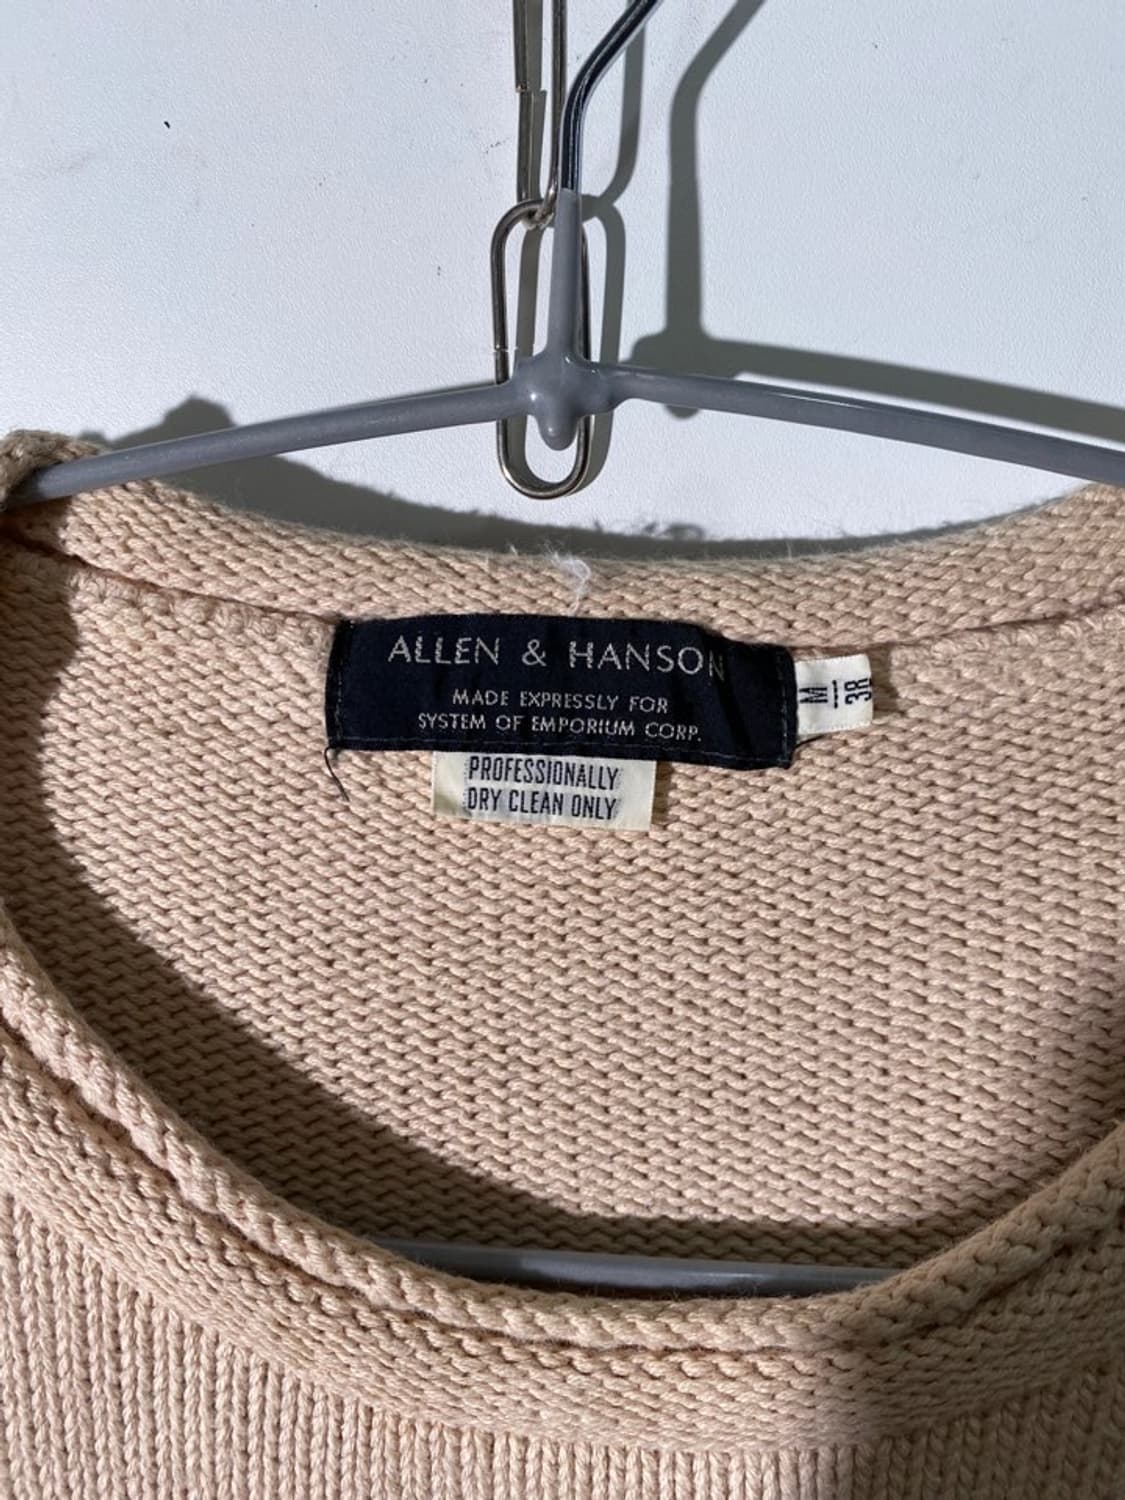 ALLEN & HANSON
MADE EXPRESSLY FOR
SYSTEM OF EMPORIUM CORP.
M|38
PROFESSIONALLY
DRY CLEAN ONLY